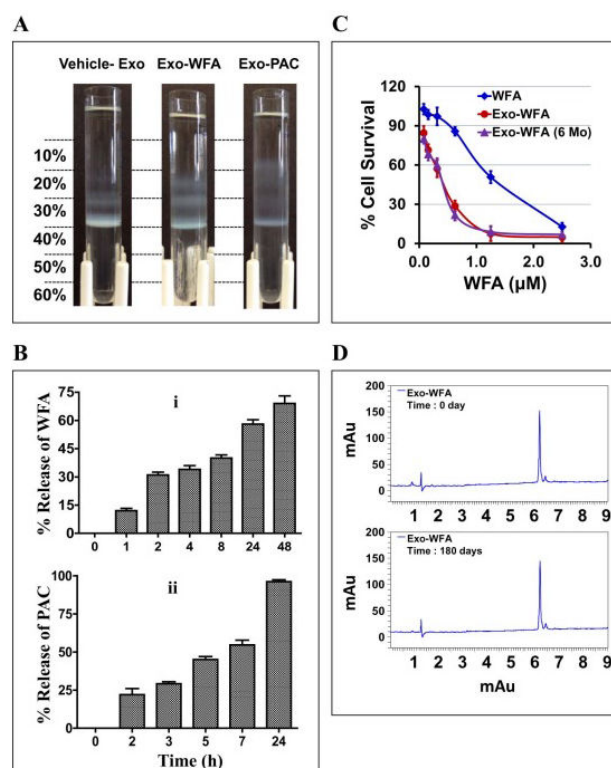 A
Vehicle- Exo Exo-WFA Exo-PAC
10%
20%
30%
40%
50%
60%
B
i
% Release of WFA
75
60
45
30
15
0
0 1 2 4 8 24 48
ii
% Release of PAC
100
75
50
25
0
0 2 3 5 7 24
Time (h)
C
% Cell Survival
120
90
60
30
0
WFA
Exo-WFA
Exo-WFA (6 Mo)
0.0 1.0 2.0 3.0
WFA (µM)
D
mAu
200
150
100
50
0
Exo-WFA
Time : 0 day
1 2 3 4 5 6 7 8 9
mAu
200
150
100
50
0
Exo-WFA
Time : 180 days
1 2 3 4 5 6 7 8 9
mAu